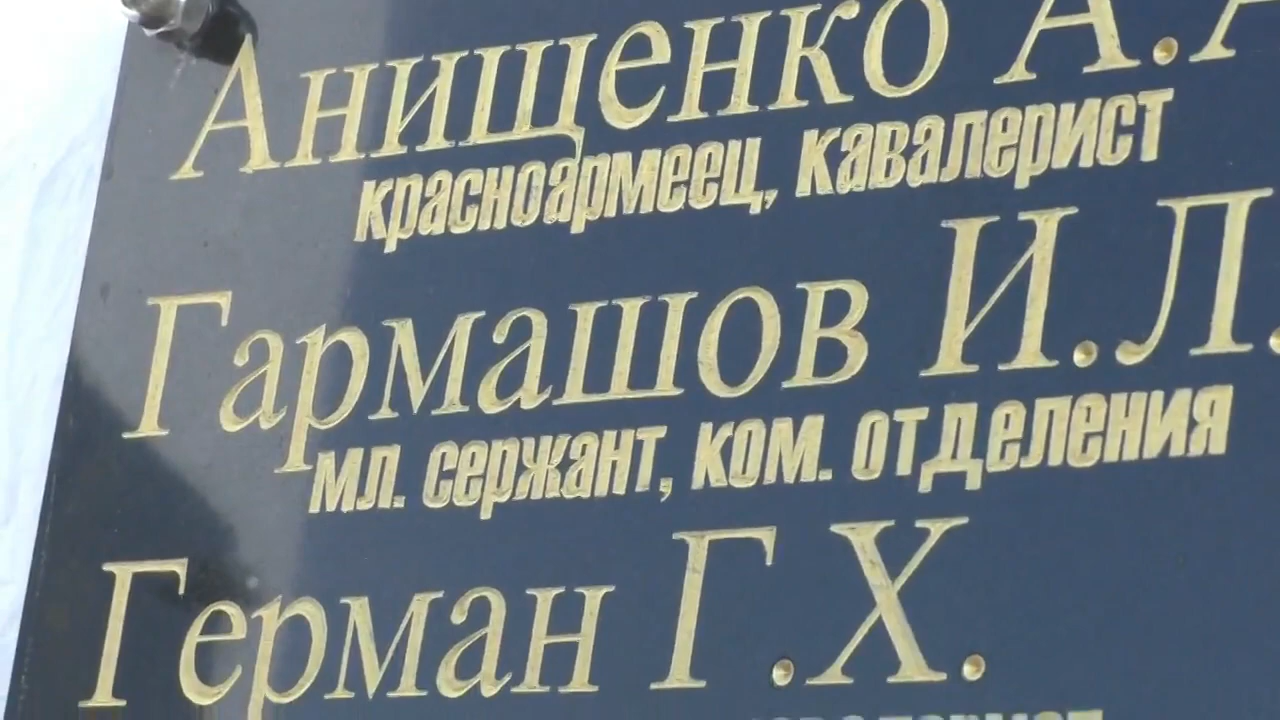 Анищенко А.А
красноармеец, кавалерист
Гармашов И.Л.
мл. сержант, ком. отделения
Герман Г.Х.